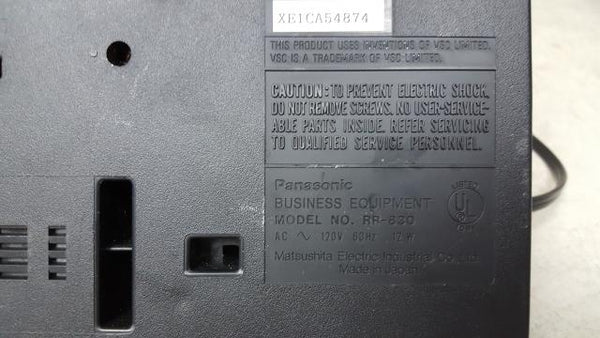 XE1CA54874
THIS PRODUCT USES INVENTIONS OF VSC LIMITED.
VSC IS A TRADEMARK OF VSC LIMITED.
CAUTION: TO PREVENT ELECTRIC SHOCK,
DO NOT REMOVE SCREWS. NO USER-SERVICE-
ABLE PARTS INSIDE. REFER SERVICING
TO QUALIFIED SERVICE PERSONNEL.
Panasonic
BUSINESS EQUIPMENT
MODEL NO. RR-830
AC ∿ 120V 60Hz 12W
Matsushita Electric Industrial Co., Ltd.
Made in Japan
LISTED
UL